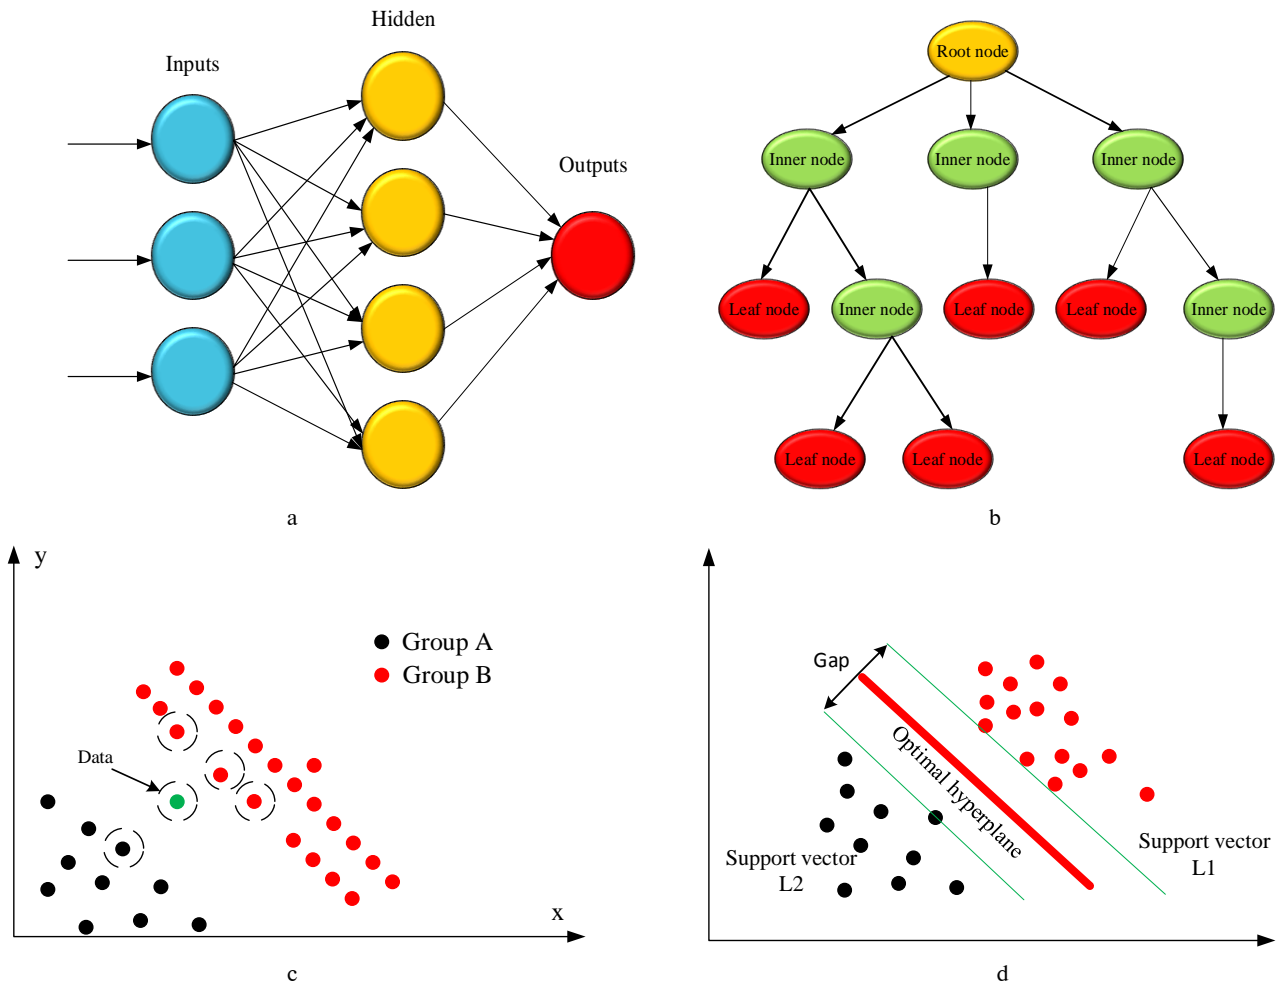 Hidden
Inputs
Outputs
a
Root node
Inner node
Inner node
Inner node
Leaf node
Inner node
Leaf node
Leaf node
Inner node
Leaf node
Leaf node
Leaf node
b
y
Group A
Group B
Data
x
c
Gap
Optimal hyperplane
Support vector
L2
Support vector
L1
d